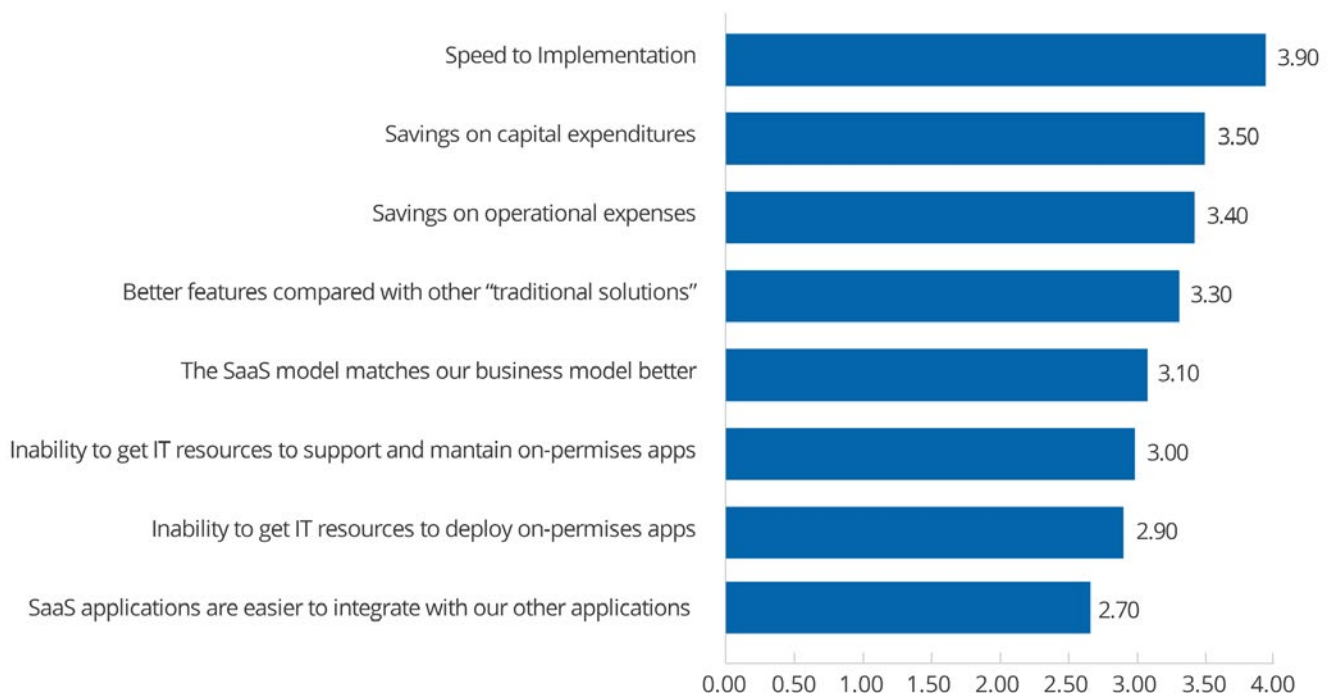 Speed to Implementation 3.90
Savings on capital expenditures 3.50
Savings on operational expenses 3.40
Better features compared with other “traditional solutions” 3.30
The SaaS model matches our business model better 3.10
Inability to get IT resources to support and mantain on-permises apps 3.00
Inability to get IT resources to deploy on-permises apps 2.90
SaaS applications are easier to integrate with our other applications 2.70
0.00 0.50 1.00 1.50 2.00 2.50 3.00 3.50 4.00